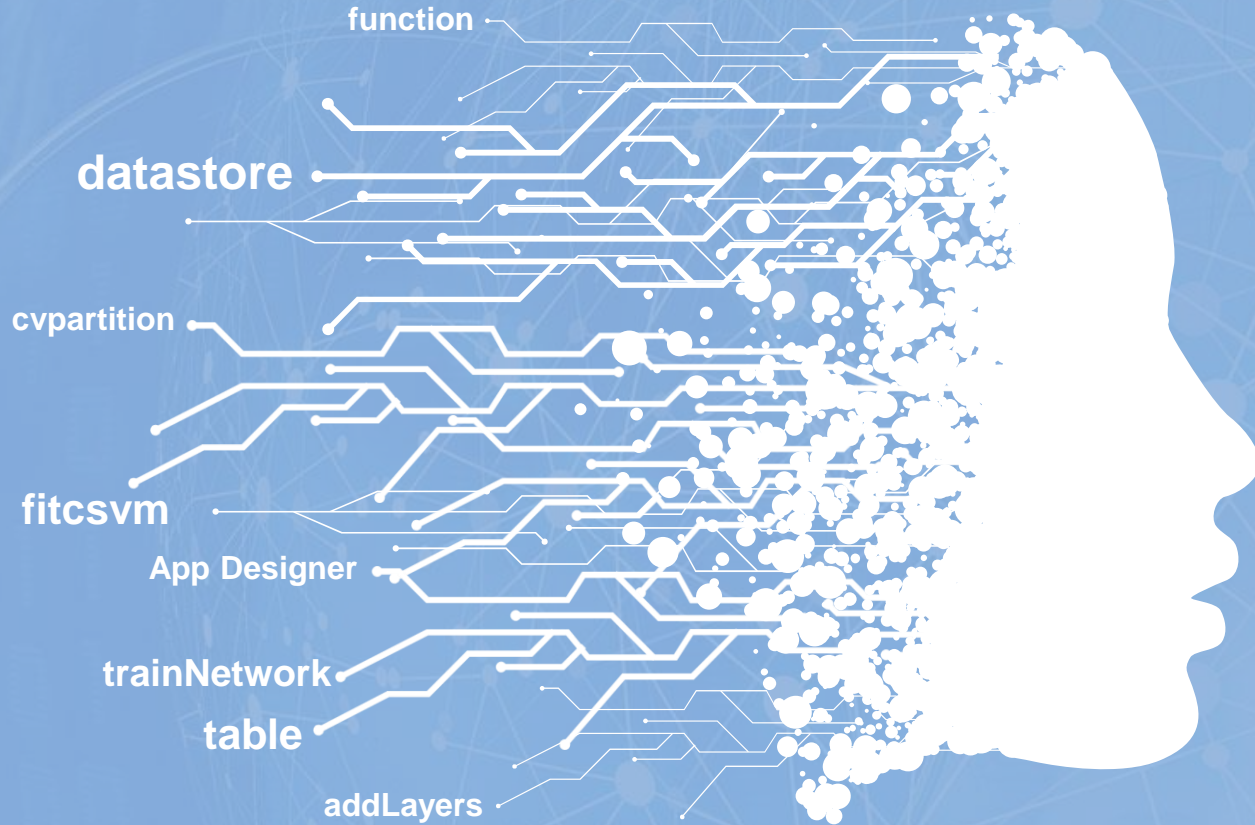 function
datastore
cvpartition
fitcsvm
App Designer
trainNetwork
table
addLayers